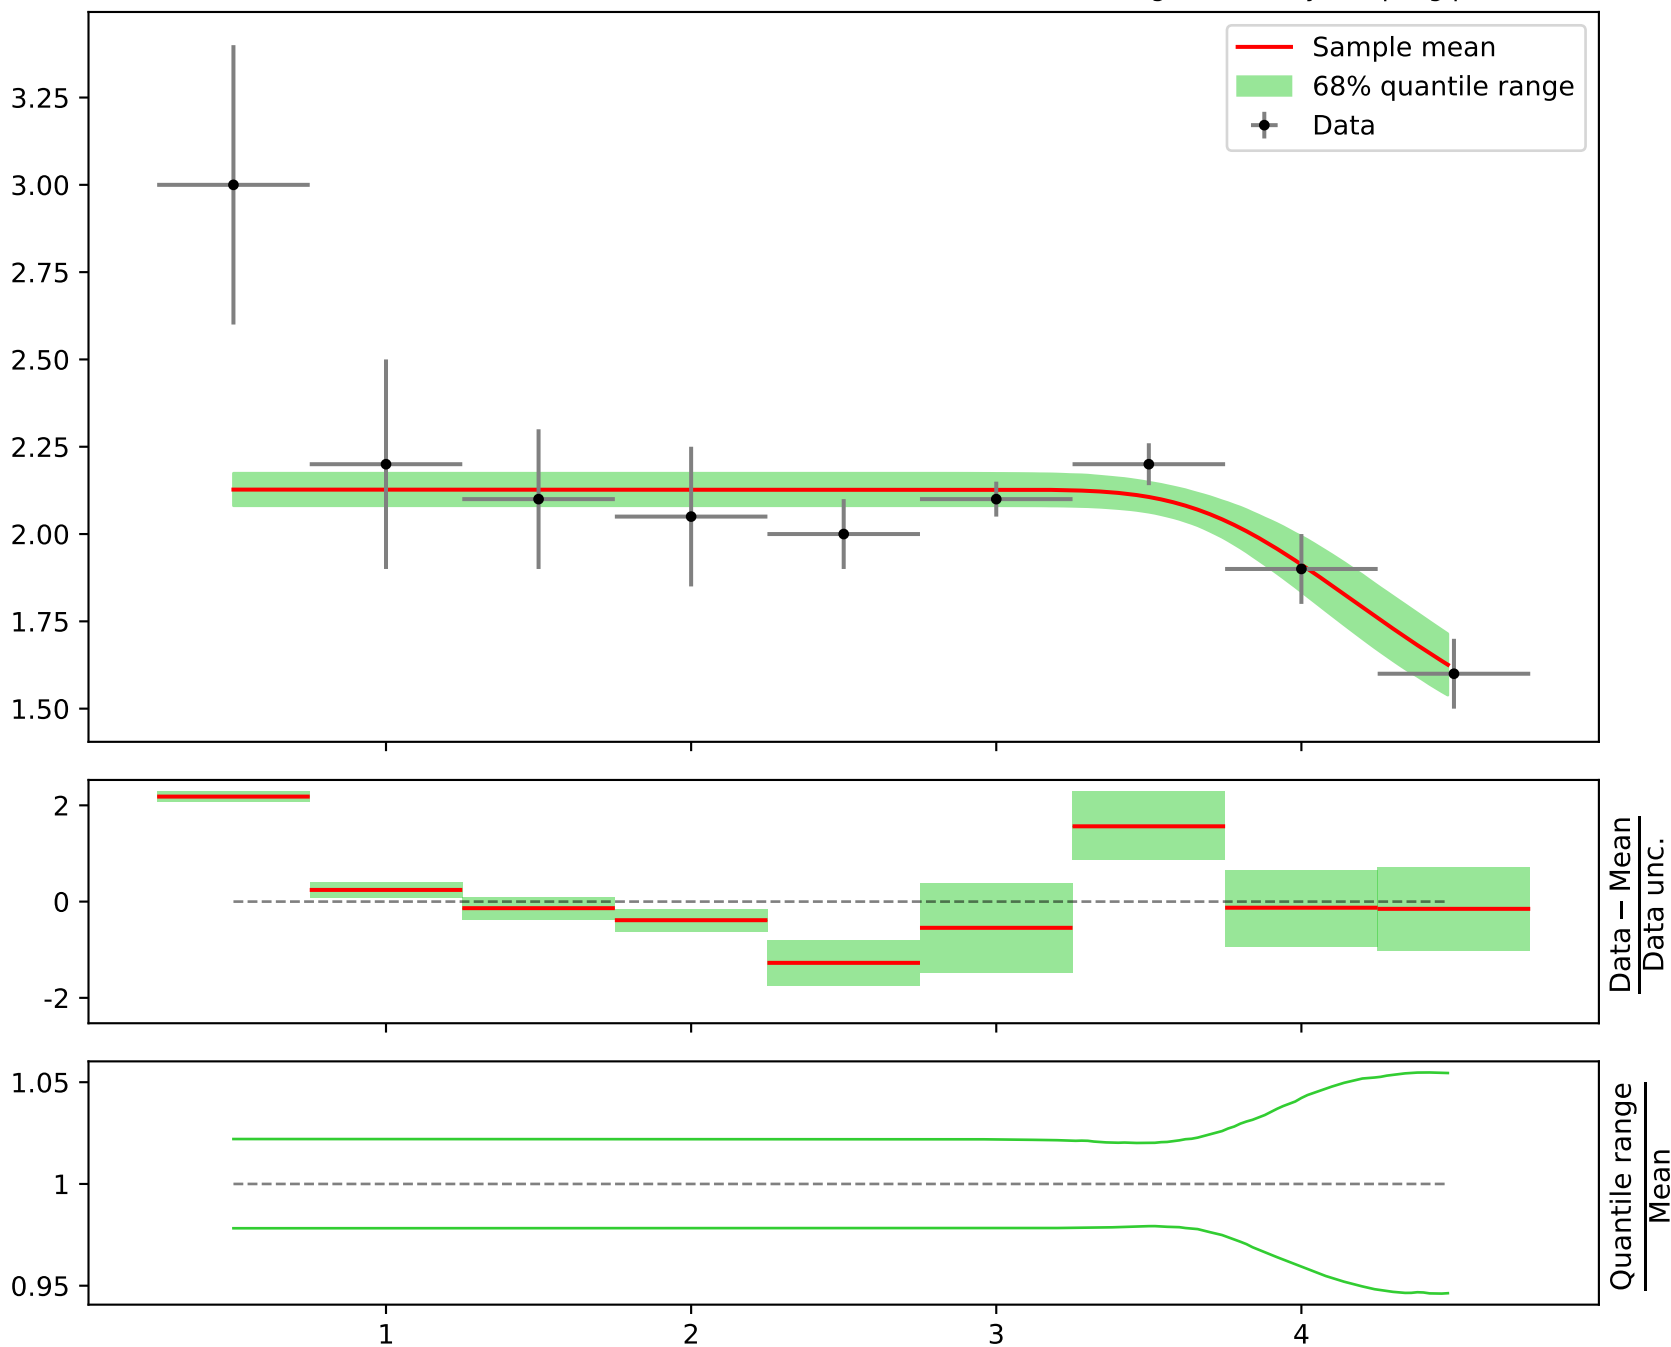 Sample mean
68% quantile range
Data
3.25
3.00
2.75
2.50
2.25
2.00
1.75
1.50
2
0
-2
Data − Mean
Data unc.
1.05
1
0.95
Quantile range
Mean
1 2 3 4